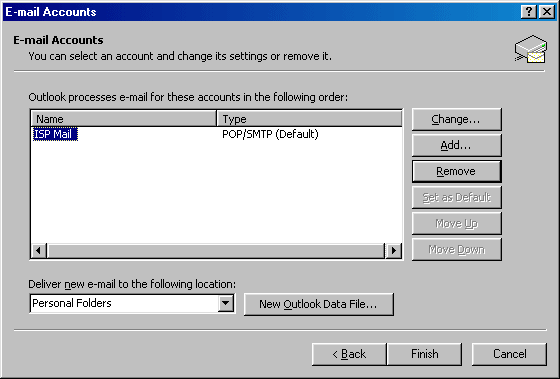 E-mail Accounts
E-mail Accounts
You can select an account and change its settings or remove it.
Outlook processes e-mail for these accounts in the following order:
Name Type
ISP Mail POP/SMTP (Default)
Change...
Add...
Remove
Set as Default
Move Up
Move Down
Deliver new e-mail to the following location:
Personal Folders
New Outlook Data File...
< Back Finish Cancel